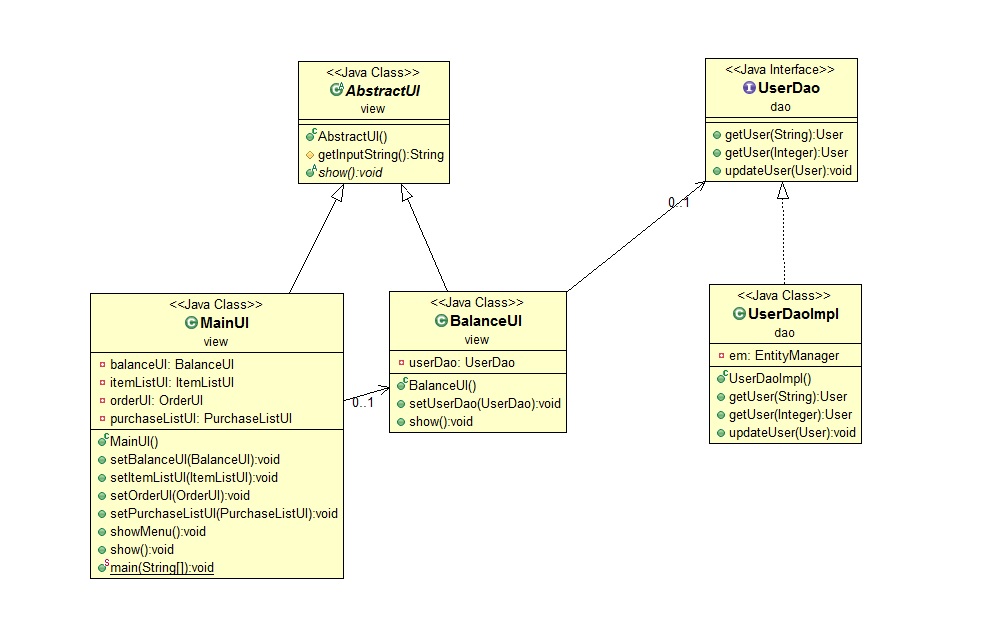 <<Java Class>>
AbstractUI
view
AbstractUI()
getInputString():String
show():void
<<Java Interface>>
UserDao
dao
getUser(String):User
getUser(Integer):User
updateUser(User):void
0..1
<<Java Class>>
MainUI
view
balanceUI: BalanceUI
itemListUI: ItemListUI
orderUI: OrderUI
purchaseListUI: PurchaseListUI
MainUI()
setBalanceUI(BalanceUI):void
setItemListUI(ItemListUI):void
setOrderUI(OrderUI):void
setPurchaseListUI(PurchaseListUI):void
showMenu():void
show():void
main(String[]):void
0..1
<<Java Class>>
BalanceUI
view
userDao: UserDao
BalanceUI()
setUserDao(UserDao):void
show():void
<<Java Class>>
UserDaoImpl
dao
em: EntityManager
UserDaoImpl()
getUser(String):User
getUser(Integer):User
updateUser(User):void